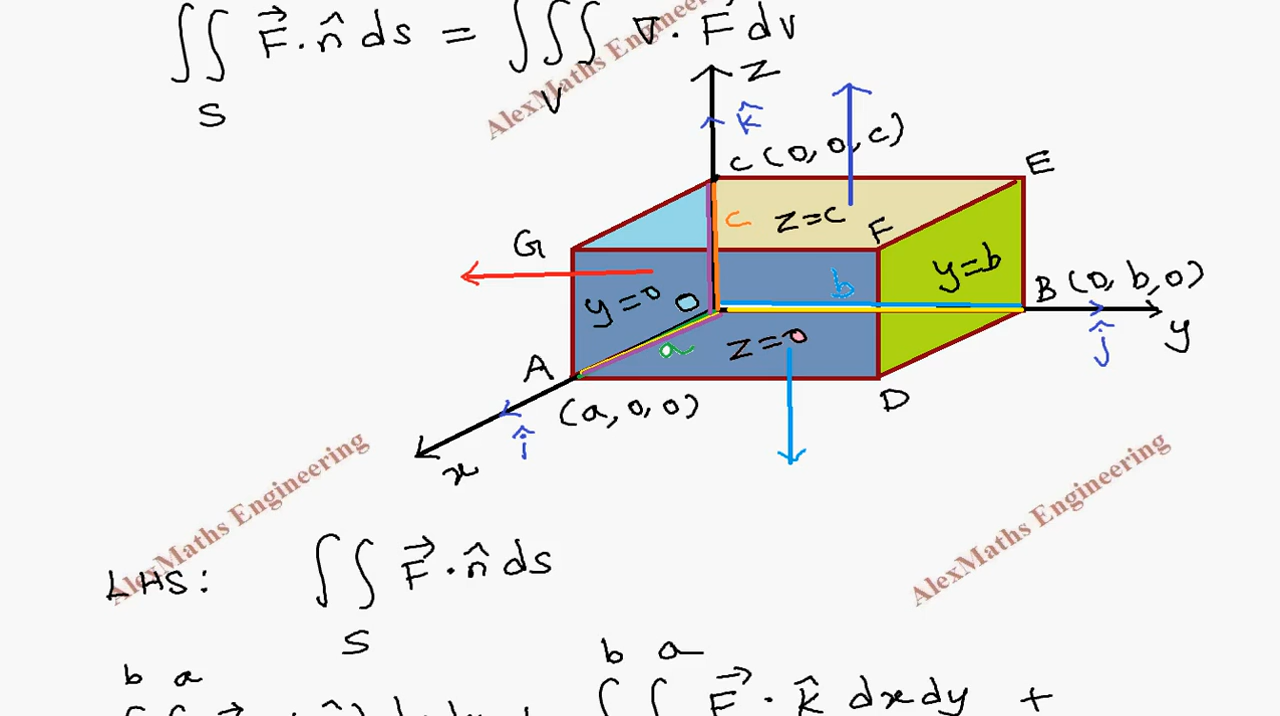 ∬ F⃗ · n̂ ds = ∭ ∇ · F⃗ dv
S V
AlexMaths Engineering
z
k̂
C (0, 0, c)
E
c z=c F
G
y=b
b
B (0, b, 0)
y=0 O
y
ĵ
a z=0
A
D
(a, 0, 0)
î
x
AlexMaths Engineering
AlexMaths Engineering
LHS: ∬ F⃗ · n̂ ds
S
b a b a
F⃗ · k̂ dx dy +